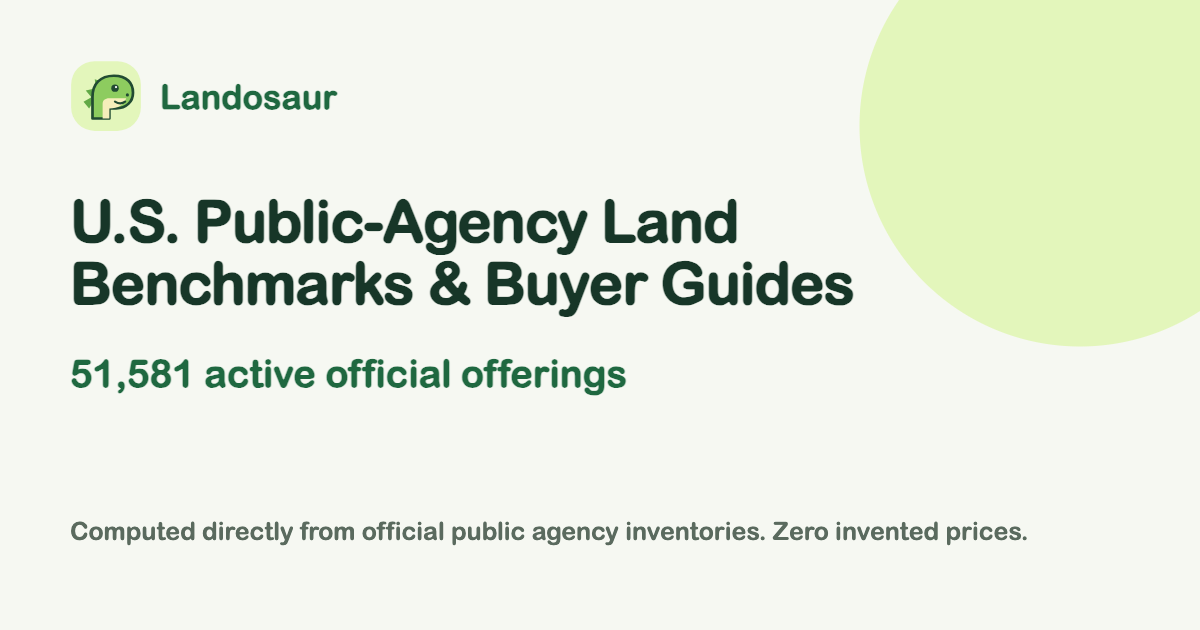 Landosaur
U.S. Public-Agency Land
Benchmarks & Buyer Guides
51,581 active official offerings
Computed directly from official public agency inventories. Zero invented prices.